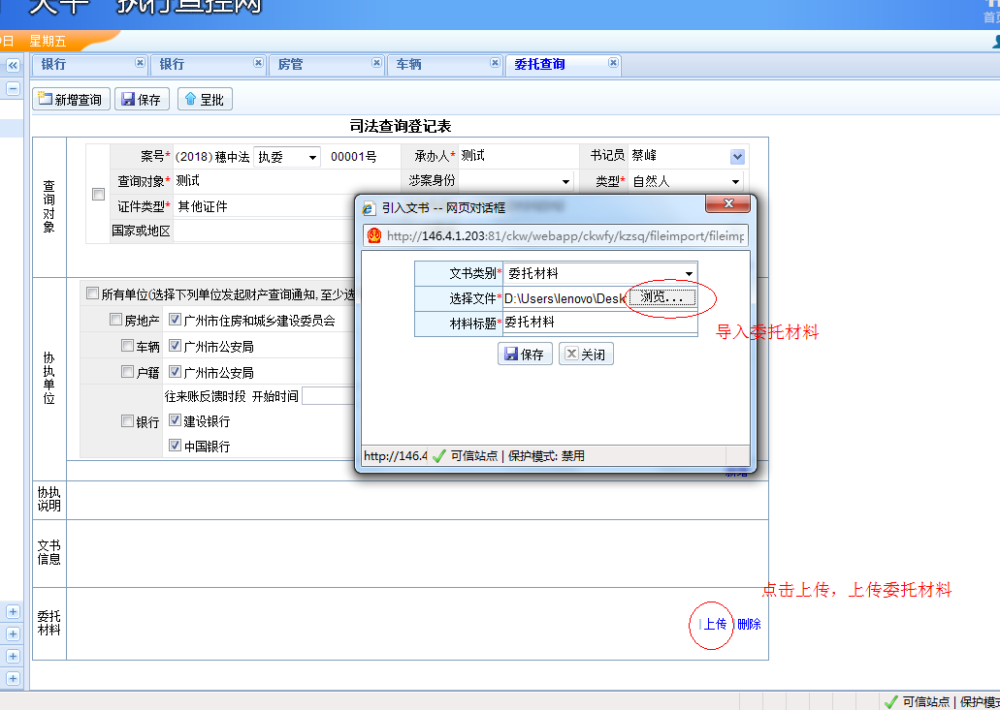 天平 执行查控网
首页
日 星期五
银行 银行 房管 车辆 委托查询
新增查询 保存 呈批
司法查询登记表
查询对象
案号* (2018) 穗中法 执委 00001号 承办人* 测试 书记员 蔡峰
查询对象* 测试 涉案身份 类型* 自然人
证件类型* 其他证件
国家或地区
引入文书 -- 网页对话框
http://146.4.1.203:81/ckw/webapp/ckwfy/kzsq/fileimport/fileimp
文书类别* 委托材料
选择文件* D:\Users\lenovo\Desk 浏览...
材料标题* 委托材料
保存 关闭
导入委托材料
http://146.4 可信站点 | 保护模式: 禁用
协执单位
所有单位(选择下列单位发起财产查询通知,至少选
房地产 广州市住房和城乡建设委员会
车辆 广州市公安局
户籍 广州市公安局
往来账反馈时段 开始时间
银行 建设银行
中国银行
协执说明
文书信息
点击上传，上传委托材料
委托材料
|上传 删除
可信站点 | 保护模式